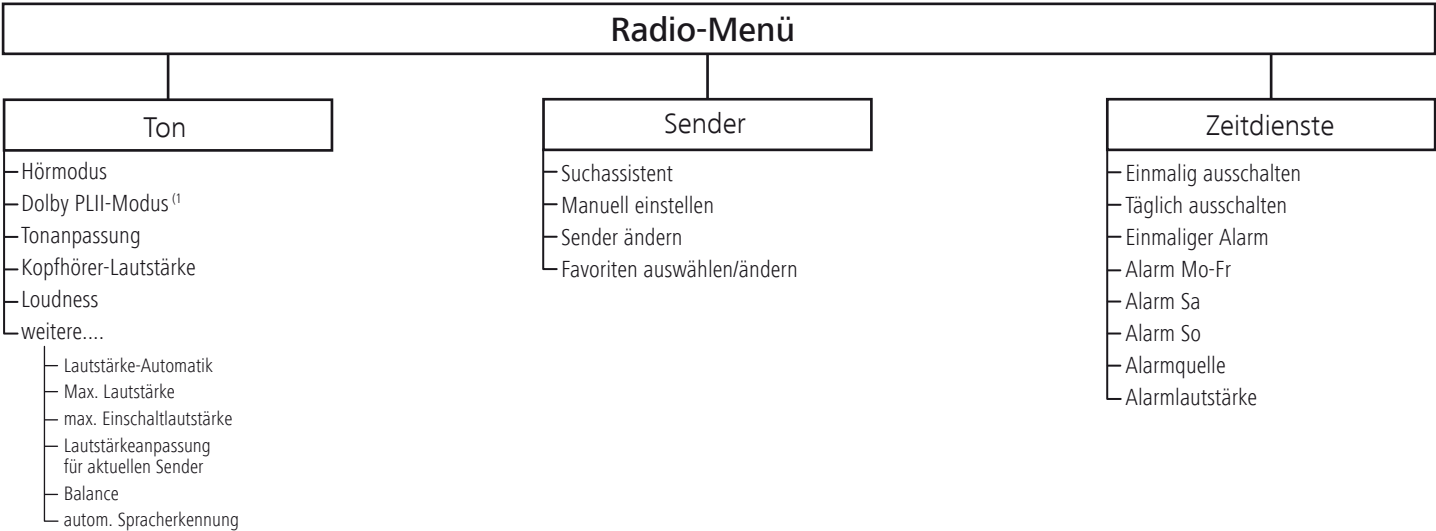 Radio-Menü
Ton
Hörmodus
Dolby PLII-Modus (1
Tonanpassung
Kopfhörer-Lautstärke
Loudness
weitere....
Lautstärke-Automatik
Max. Lautstärke
max. Einschaltlautstärke
Lautstärkeanpassung
für aktuellen Sender
Balance
autom. Spracherkennung
Sender
Suchassistent
Manuell einstellen
Sender ändern
Favoriten auswählen/ändern
Zeitdienste
Einmalig ausschalten
Täglich ausschalten
Einmaliger Alarm
Alarm Mo-Fr
Alarm Sa
Alarm So
Alarmquelle
Alarmlautstärke